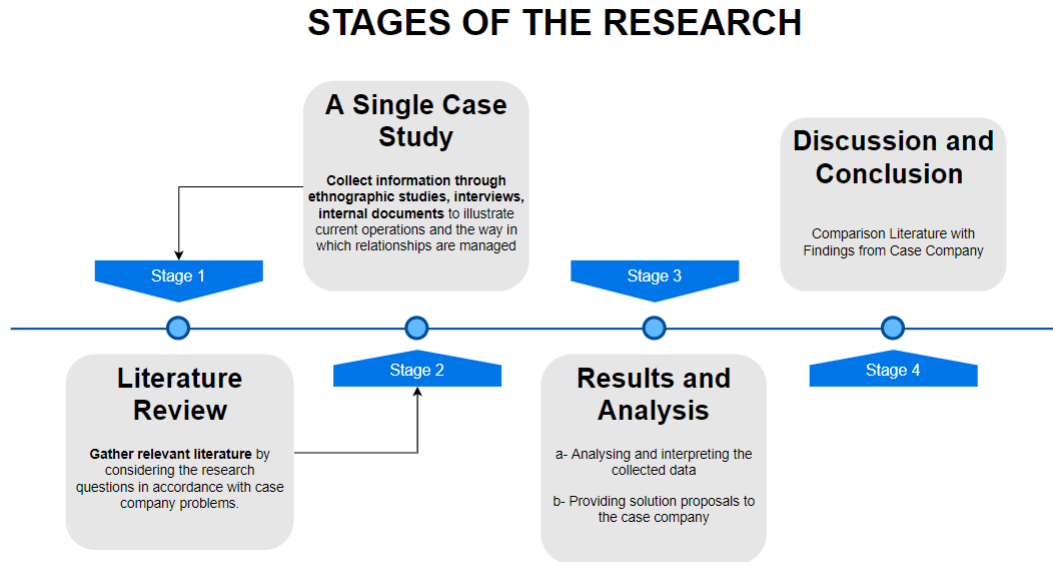 STAGES OF THE RESEARCH
A Single Case
Study
Collect information through
ethnographic studies, interviews,
internal documents to illustrate
current operations and the way in
which relationships are managed
Discussion and
Conclusion
Comparison Literature with
Findings from Case Company
Stage 1
Stage 3
Stage 2
Stage 4
Literature
Review
Gather relevant literature by
considering the research
questions in accordance with case
company problems.
Results and
Analysis
a- Analysing and interpreting the
collected data
b- Providing solution proposals to
the case company